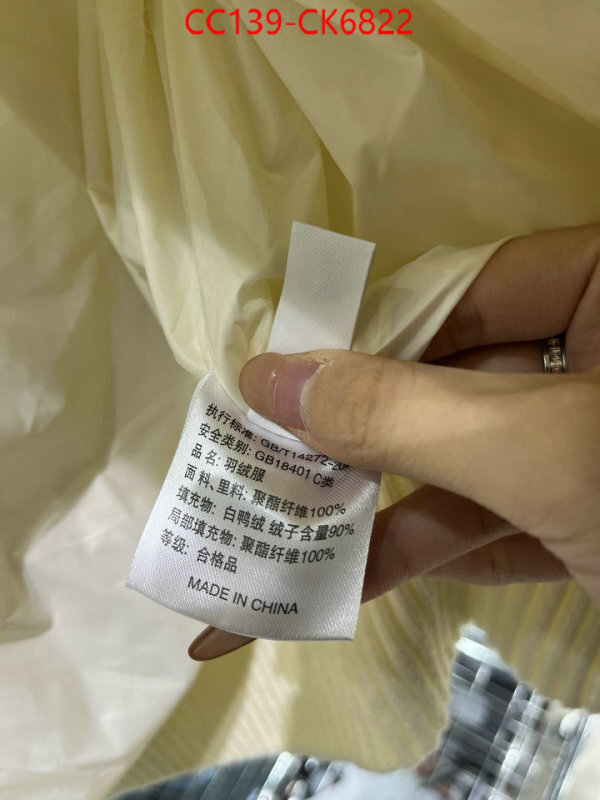 CC139-CK6822
执行标准: GB/T14272-20
安全类别: GB18401 C类
品名: 羽绒服
面料、里料: 聚酯纤维100%
填充物: 白鸭绒 绒子含量90%
局部填充物: 聚酯纤维100%
等级: 合格品
MADE IN CHINA